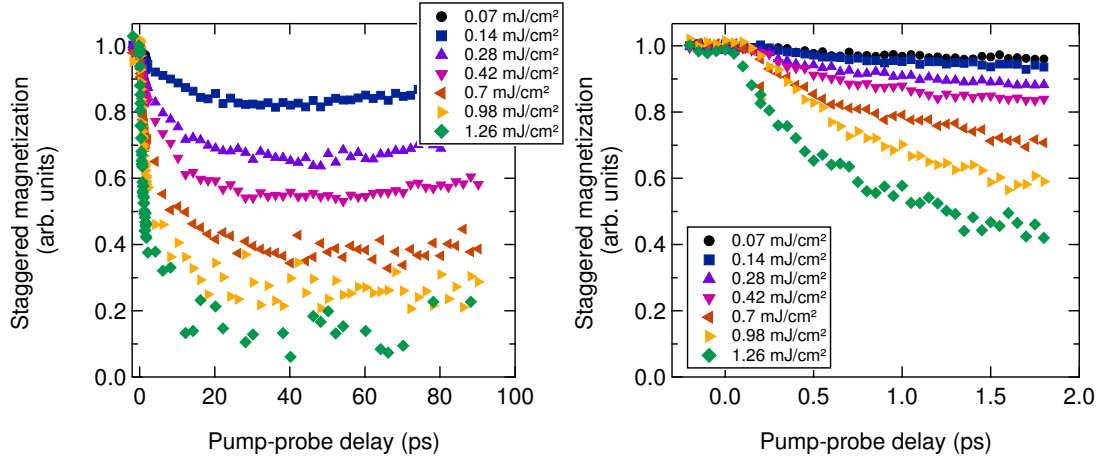 Staggered magnetization
(arb. units)
1.0
0.8
0.6
0.4
0.2
0.0
0
20
40
60
80
100
Pump-probe delay (ps)
0.07 mJ/cm²
0.14 mJ/cm²
0.28 mJ/cm²
0.42 mJ/cm²
0.7 mJ/cm²
0.98 mJ/cm²
1.26 mJ/cm²
Staggered magnetization
(arb. units)
1.0
0.8
0.6
0.4
0.2
0.0
0.07 mJ/cm²
0.14 mJ/cm²
0.28 mJ/cm²
0.42 mJ/cm²
0.7 mJ/cm²
0.98 mJ/cm²
1.26 mJ/cm²
0.0
0.5
1.0
1.5
2.0
Pump-probe delay (ps)